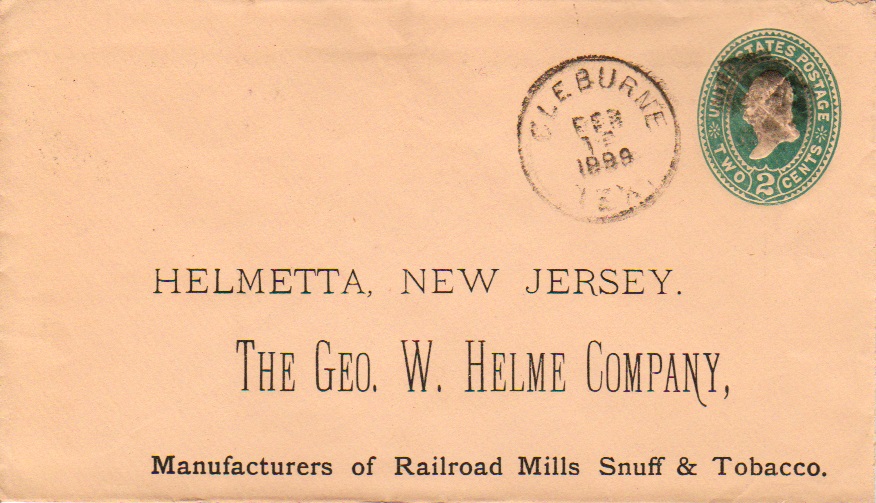 CLEBURNE
FEB
1899
TEX.
UNITED STATES POSTAGE
TWO 2 CENTS
HELMETTA, NEW JERSEY.
THE GEO. W. HELME COMPANY,
Manufacturers of Railroad Mills Snuff & Tobacco.